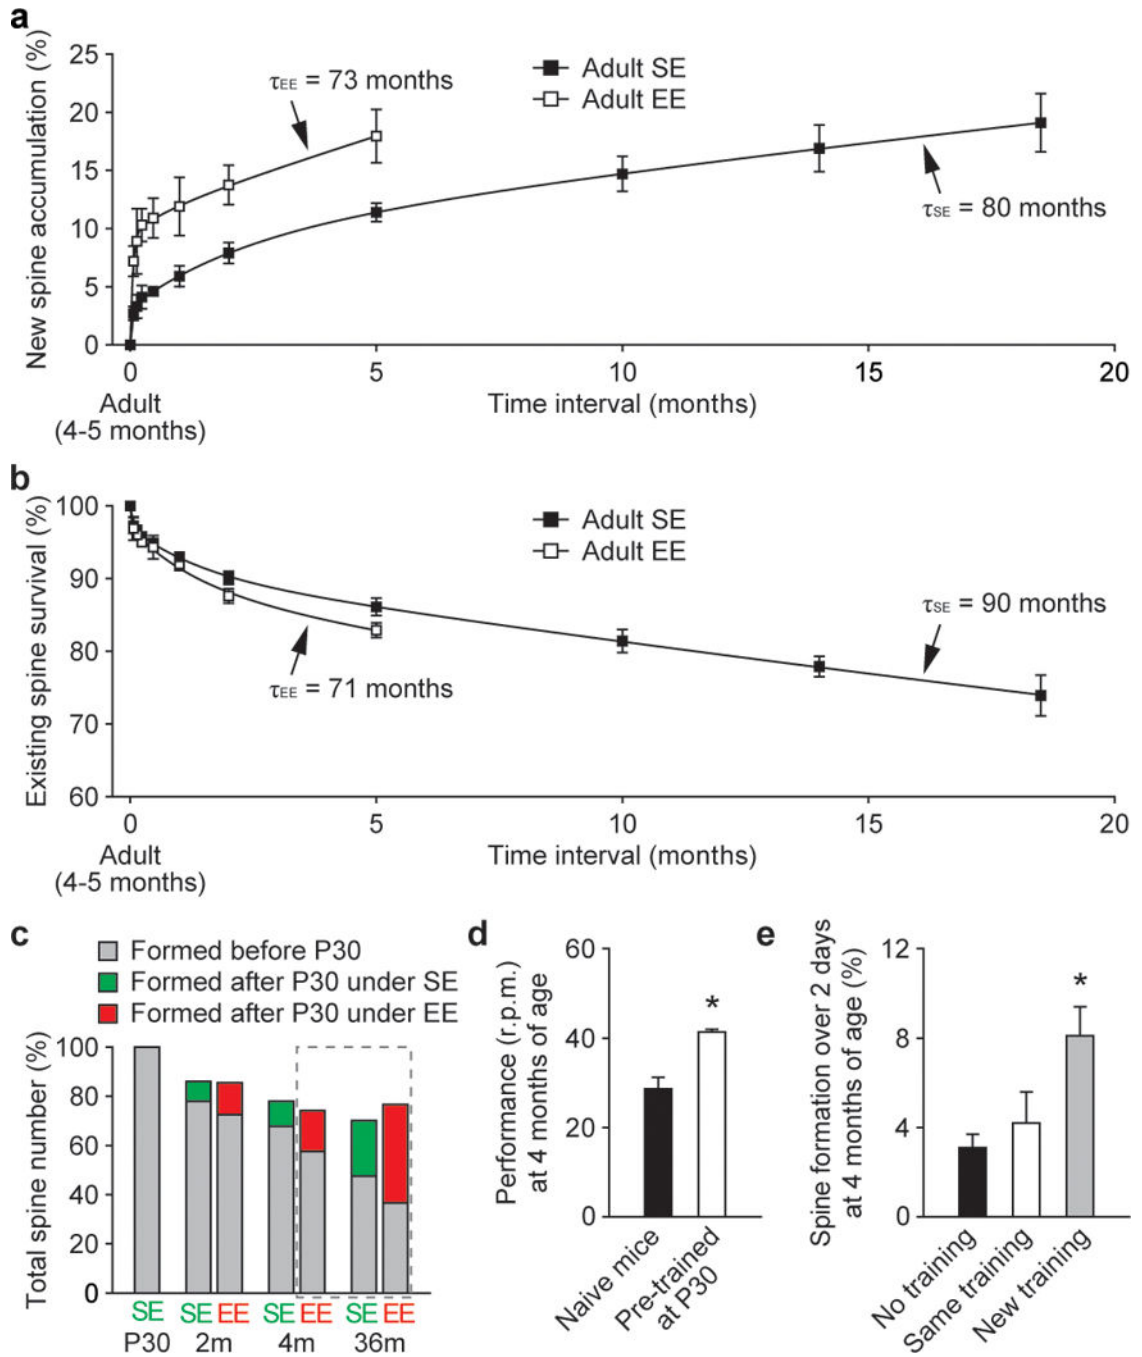 a
New spine accumulation (%)
25
20
15
10
5
0
τEE = 73 months
Adult SE
Adult EE
τSE = 80 months
0
5
10
15
20
Adult
(4-5 months)
Time interval (months)
b
Existing spine survival (%)
100
90
80
70
60
Adult SE
Adult EE
τSE = 90 months
τEE = 71 months
0
5
10
15
20
Adult
(4-5 months)
Time interval (months)
c
Formed before P30
Formed after P30 under SE
Formed after P30 under EE
Total spine number (%)
100
80
60
40
20
0
SE
SE EE
SE EE
SE EE
P30
2m
4m
36m
d
Performance (r.p.m.)
at 4 months of age
60
40
20
0
*
Naive mice
Pre-trained
at P30
e
Spine formation over 2 days
at 4 months of age (%)
12
8
4
0
*
No training
Same training
New training